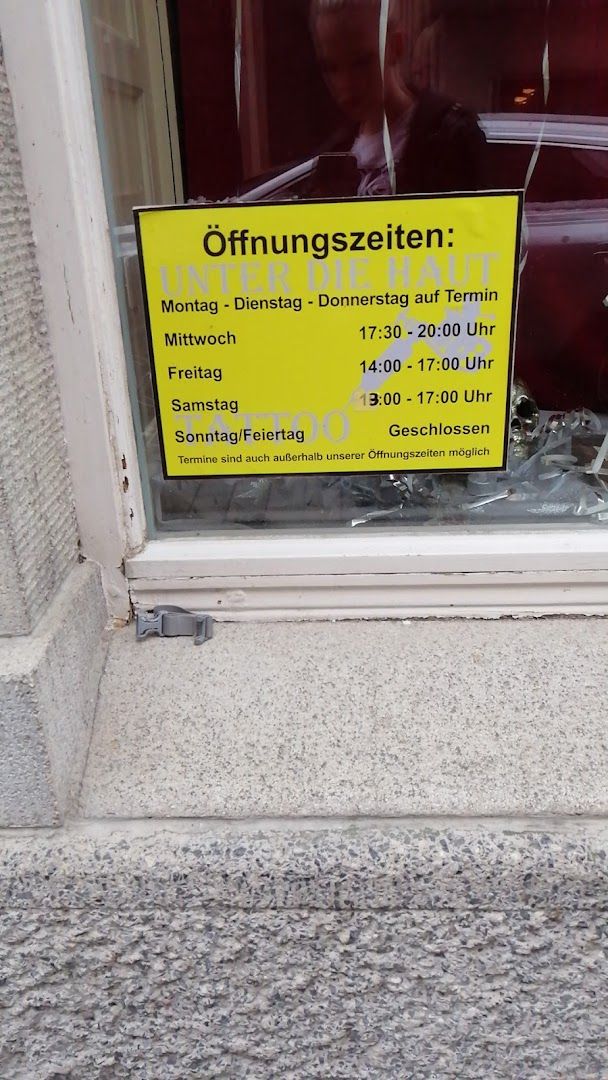 Öffnungszeiten:
UNTER DIE HAUT
Montag - Dienstag - Donnerstag auf Termin
Mittwoch 17:30 - 20:00 Uhr
Freitag 14:00 - 17:00 Uhr
Samstag 13:00 - 17:00 Uhr
TATTOO
Sonntag/Feiertag Geschlossen
Termine sind auch außerhalb unserer Öffnungszeiten möglich